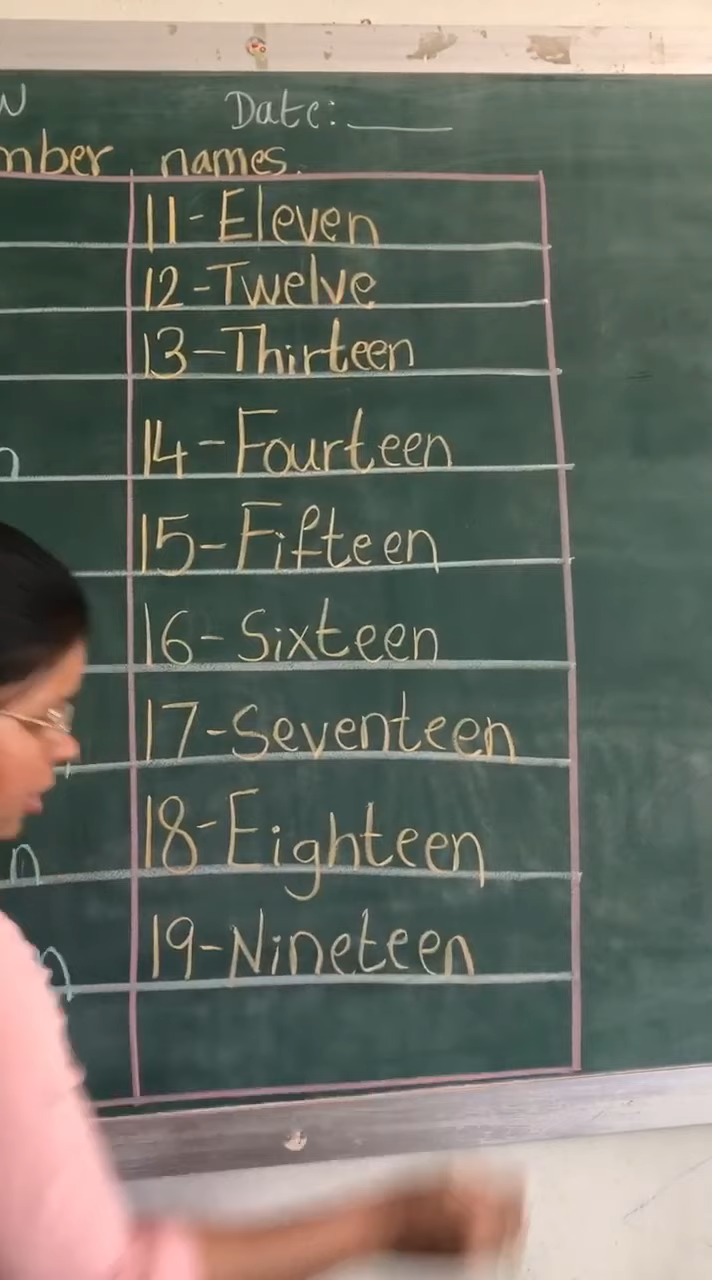 Date:____
names.
11-Eleven
12-Twelve
13-Thirteen
14-Fourteen
15-Fifteen
16-Sixteen
17-Seventeen
18-Eighteen
19-Nineteen